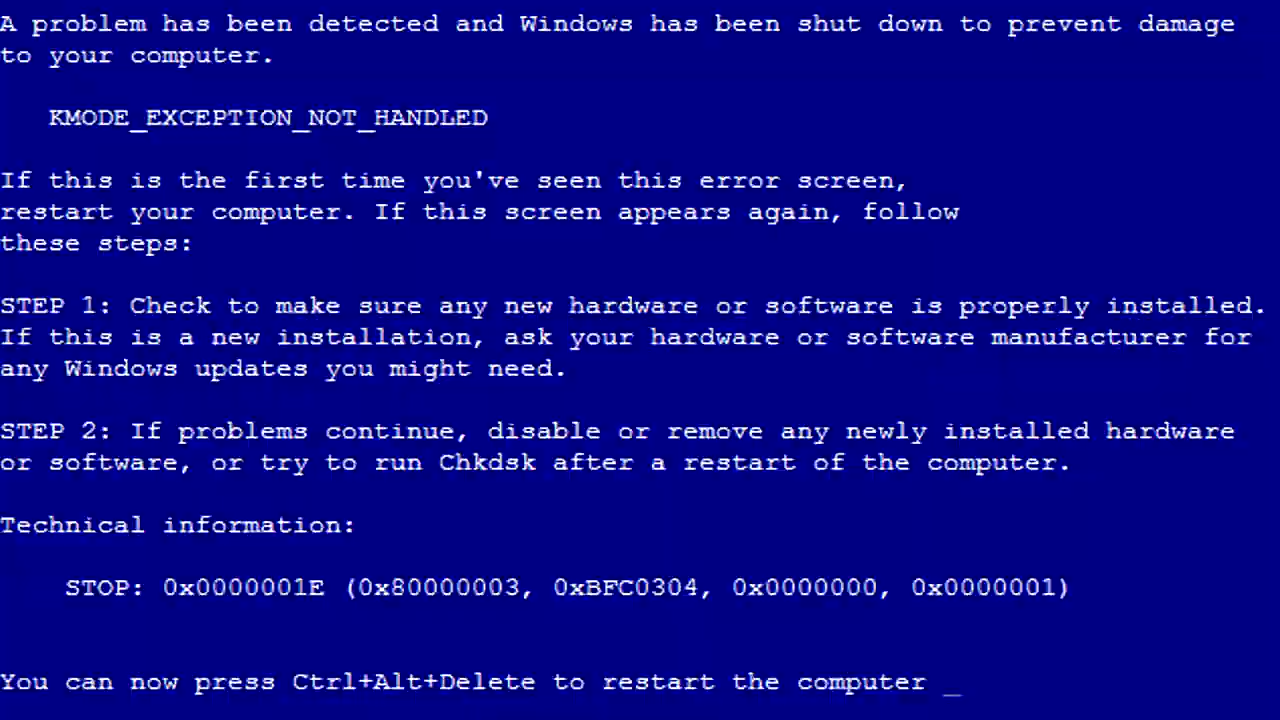 A problem has been detected and Windows has been shut down to prevent damage
to your computer.
KMODE_EXCEPTION_NOT_HANDLED
If this is the first time you've seen this error screen,
restart your computer. If this screen appears again, follow
these steps:
STEP 1: Check to make sure any new hardware or software is properly installed.
If this is a new installation, ask your hardware or software manufacturer for
any Windows updates you might need.
STEP 2: If problems continue, disable or remove any newly installed hardware
or software, or try to run Chkdsk after a restart of the computer.
Technical information:
STOP: 0x0000001E (0x80000003, 0xBFC0304, 0x0000000, 0x0000001)
You can now press Ctrl+Alt+Delete to restart the computer _